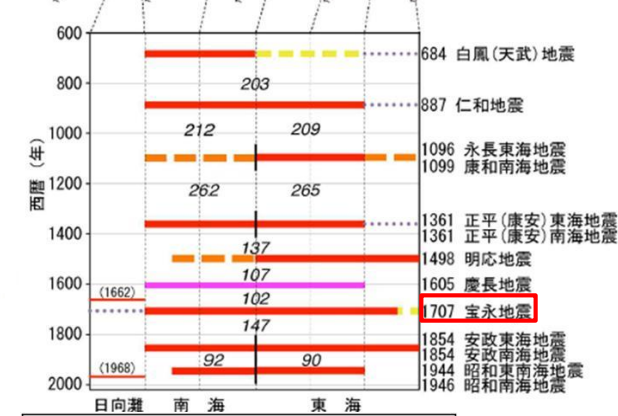 600
684 白鳳(天武)地震
800
203
887 仁和地震
1000
212
209
1096 永長東海地震
1099 康和南海地震
西暦(年)
1200
262
265
1361 正平(康安)東海地震
1361 正平(康安)南海地震
1400
137
1498 明応地震
107
1600
1605 慶長地震
(1662)
102
1707 宝永地震
147
1800
1854 安政東海地震
1854 安政南海地震
92
90
1944 昭和東南海地震
(1968)
2000
1946 昭和南海地震
日向灘 南 海 東 海